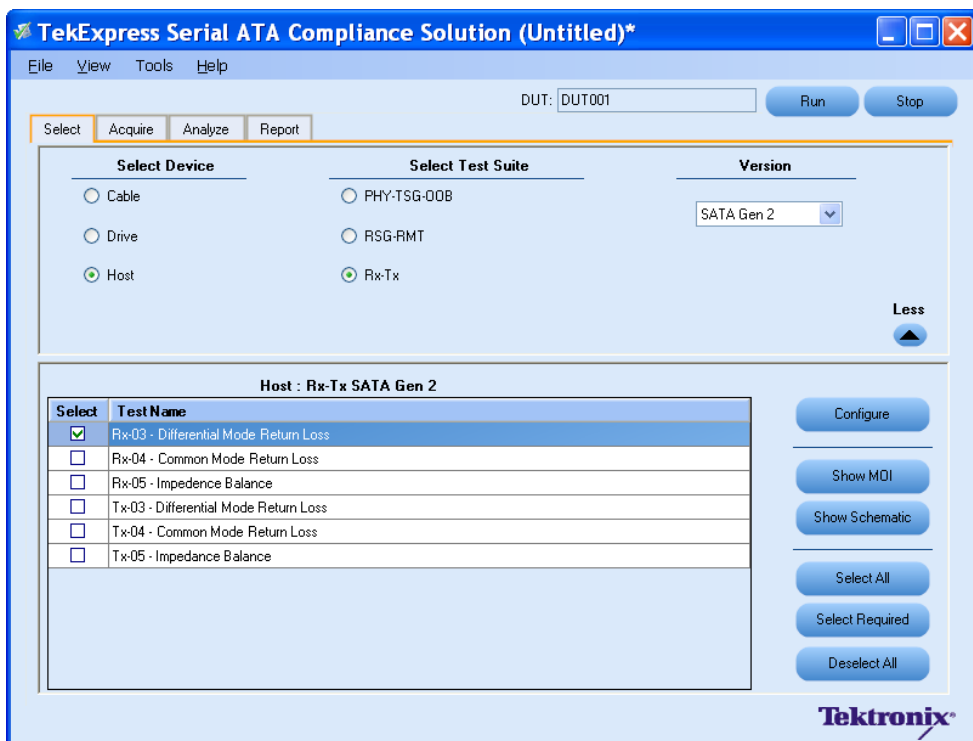 TekExpress Serial ATA Compliance Solution (Untitled)*
File View Tools Help
DUT: DUT001 Run Stop
Select Acquire Analyze Report
Select Device Select Test Suite Version
Cable PHY-TSG-OOB
SATA Gen 2
Drive RSG-RMT
Host Rx-Tx
Less
Host : Rx-Tx SATA Gen 2
Select Test Name
Rx-03 - Differential Mode Return Loss
Rx-04 - Common Mode Return Loss
Rx-05 - Impedence Balance
Tx-03 - Differential Mode Return Loss
Tx-04 - Common Mode Return Loss
Tx-05 - Impedance Balance
Configure
Show MOI
Show Schematic
Select All
Select Required
Deselect All
Tektronix